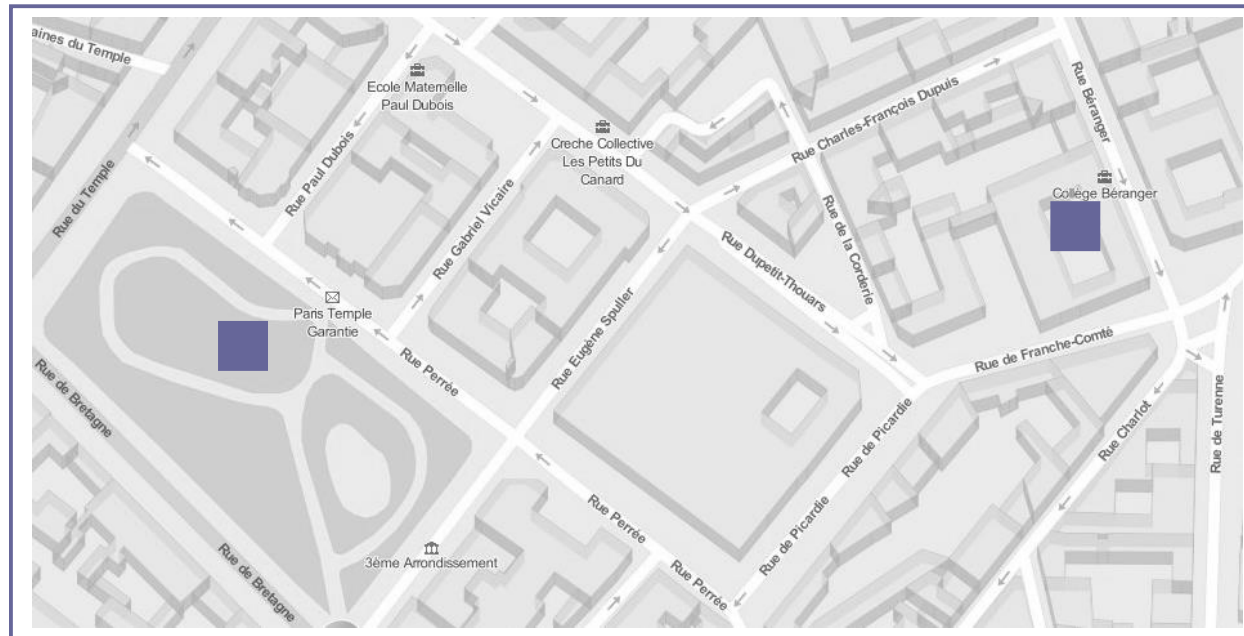 aines du Temple
Ecole Maternelle
Paul Dubois
Rue Béranger
Rue Charles-François Dupuis
Creche Collective
Les Petits Du
Canard
Rue du Temple
Rue Paul Dubois
Rue Gabriel Vicaire
Collège Béranger
Rue de la Corderie
Rue Dupetit-Thouars
Paris Temple
Garantie
Rue Eugène Spuller
Rue Perrée
Rue de Franche-Comté
Rue de Bretagne
Rue de Picardie
Rue Charlot
Rue de Turenne
Rue Perrée
Rue de Picardie
3ème Arrondissement
Rue de Bretagne
Rue Perrée